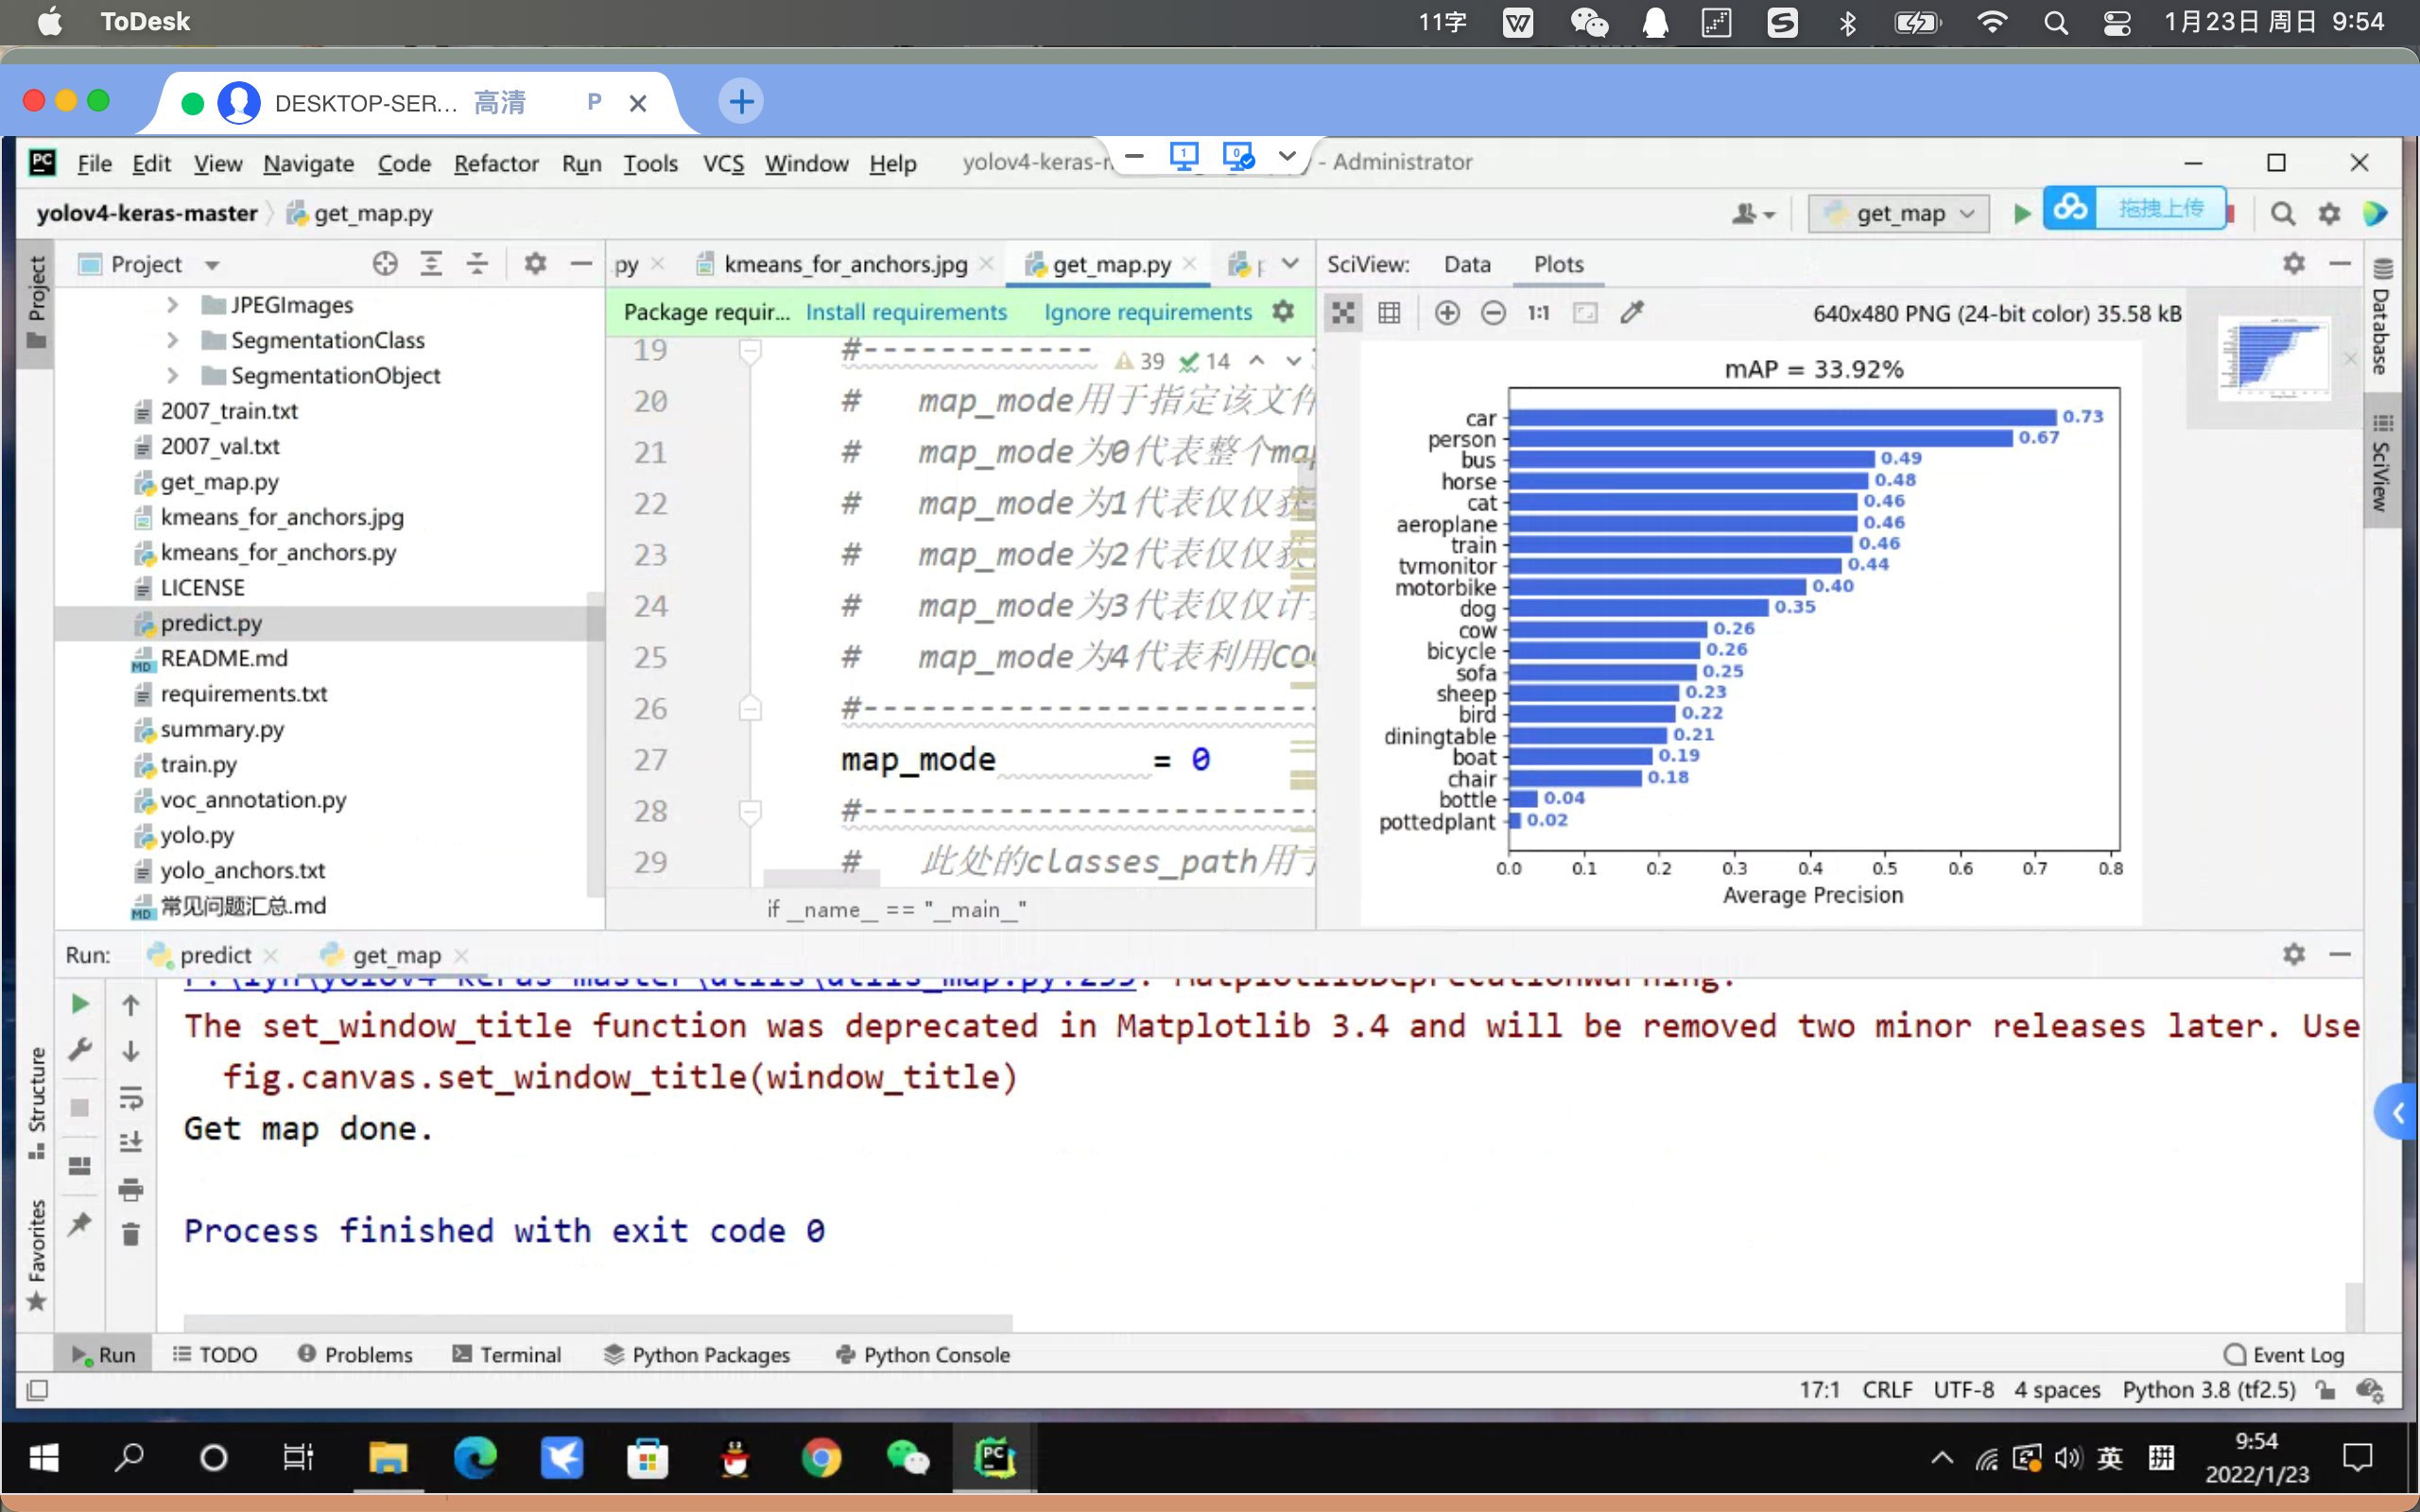 ToDesk
11字
1月23日 周日 9:54
DESKTOP-SER... 高清 P
File Edit View Navigate Code Refactor Run Tools VCS Window Help
- Administrator
yolov4-keras-master get_map.py
get_map
拖拽上传
Project
Project
JPEGImages
SegmentationClass
SegmentationObject
2007_train.txt
2007_val.txt
get_map.py
kmeans_for_anchors.jpg
kmeans_for_anchors.py
LICENSE
predict.py
README.md
requirements.txt
summary.py
train.py
voc_annotation.py
yolo.py
yolo_anchors.txt
常见问题汇总.md
.py kmeans_for_anchors.jpg get_map.py
Package requir... Install requirements Ignore requirements
39 14
19 #------------
20 # map_mode用于指定该文件
21 # map_mode为0代表整个map
22 # map_mode为1代表仅仅获
23 # map_mode为2代表仅仅获
24 # map_mode为3代表仅仅计
25 # map_mode为4代表利用COC
26 #------------------------
27 map_mode = 0
28 #------------------------
29 # 此处的classes_path用于
if __name__ == "__main__"
SciView: Data Plots
1:1 640x480 PNG (24-bit color) 35.58 kB
mAP = 33.92%
car 0.73
person 0.67
bus 0.49
horse 0.48
cat 0.46
aeroplane 0.46
train 0.46
tvmonitor 0.44
motorbike 0.40
dog 0.35
cow 0.26
bicycle 0.26
sofa 0.25
sheep 0.23
bird 0.22
diningtable 0.21
boat 0.19
chair 0.18
bottle 0.04
pottedplant 0.02
0.0 0.1 0.2 0.3 0.4 0.5 0.6 0.7 0.8
Average Precision
Database
SciView
Run: predict get_map
The set_window_title function was deprecated in Matplotlib 3.4 and will be removed two minor releases later. Use
fig.canvas.set_window_title(window_title)
Get map done.
Process finished with exit code 0
Structure
Favorites
Run TODO Problems Terminal Python Packages Python Console Event Log
17:1 CRLF UTF-8 4 spaces Python 3.8 (tf2.5)
英 拼
9:54
2022/1/23